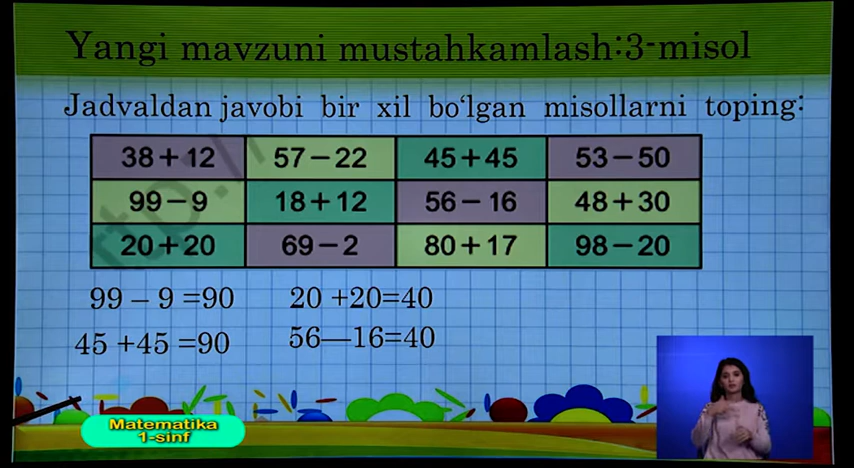 Yangi mavzuni mustahkamlash:3-misol
Jadvaldan javobi bir xil bo‘lgan misollarni toping:
38+12 57−22 45+45 53−50
99−9 18+12 56−16 48+30
20+20 69−2 80+17 98−20
99 – 9 =90 20 +20=40
45 +45 =90 56—16=40
Matematika
1-sinf